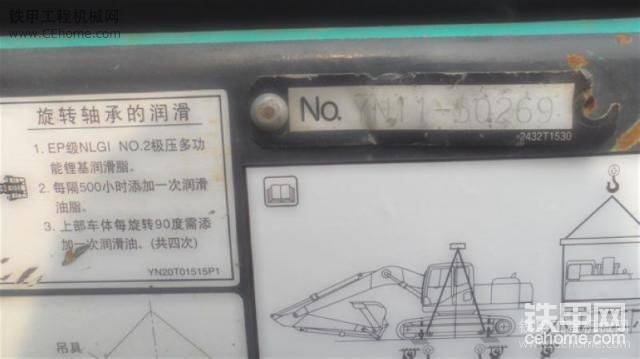 铁甲工程机械网
www.CEhome.com
旋转轴承的润滑
1. EP级NLGI NO.2极压多功
能锂基润滑脂。
2. 每隔500小时添加一次润滑
油脂。
3. 上部车体每旋转90度需添
加一次润滑油。(共四次)
YN20T01515P1
吊具
No. YN11-50269
2432T1530
铁甲网
cehome.com